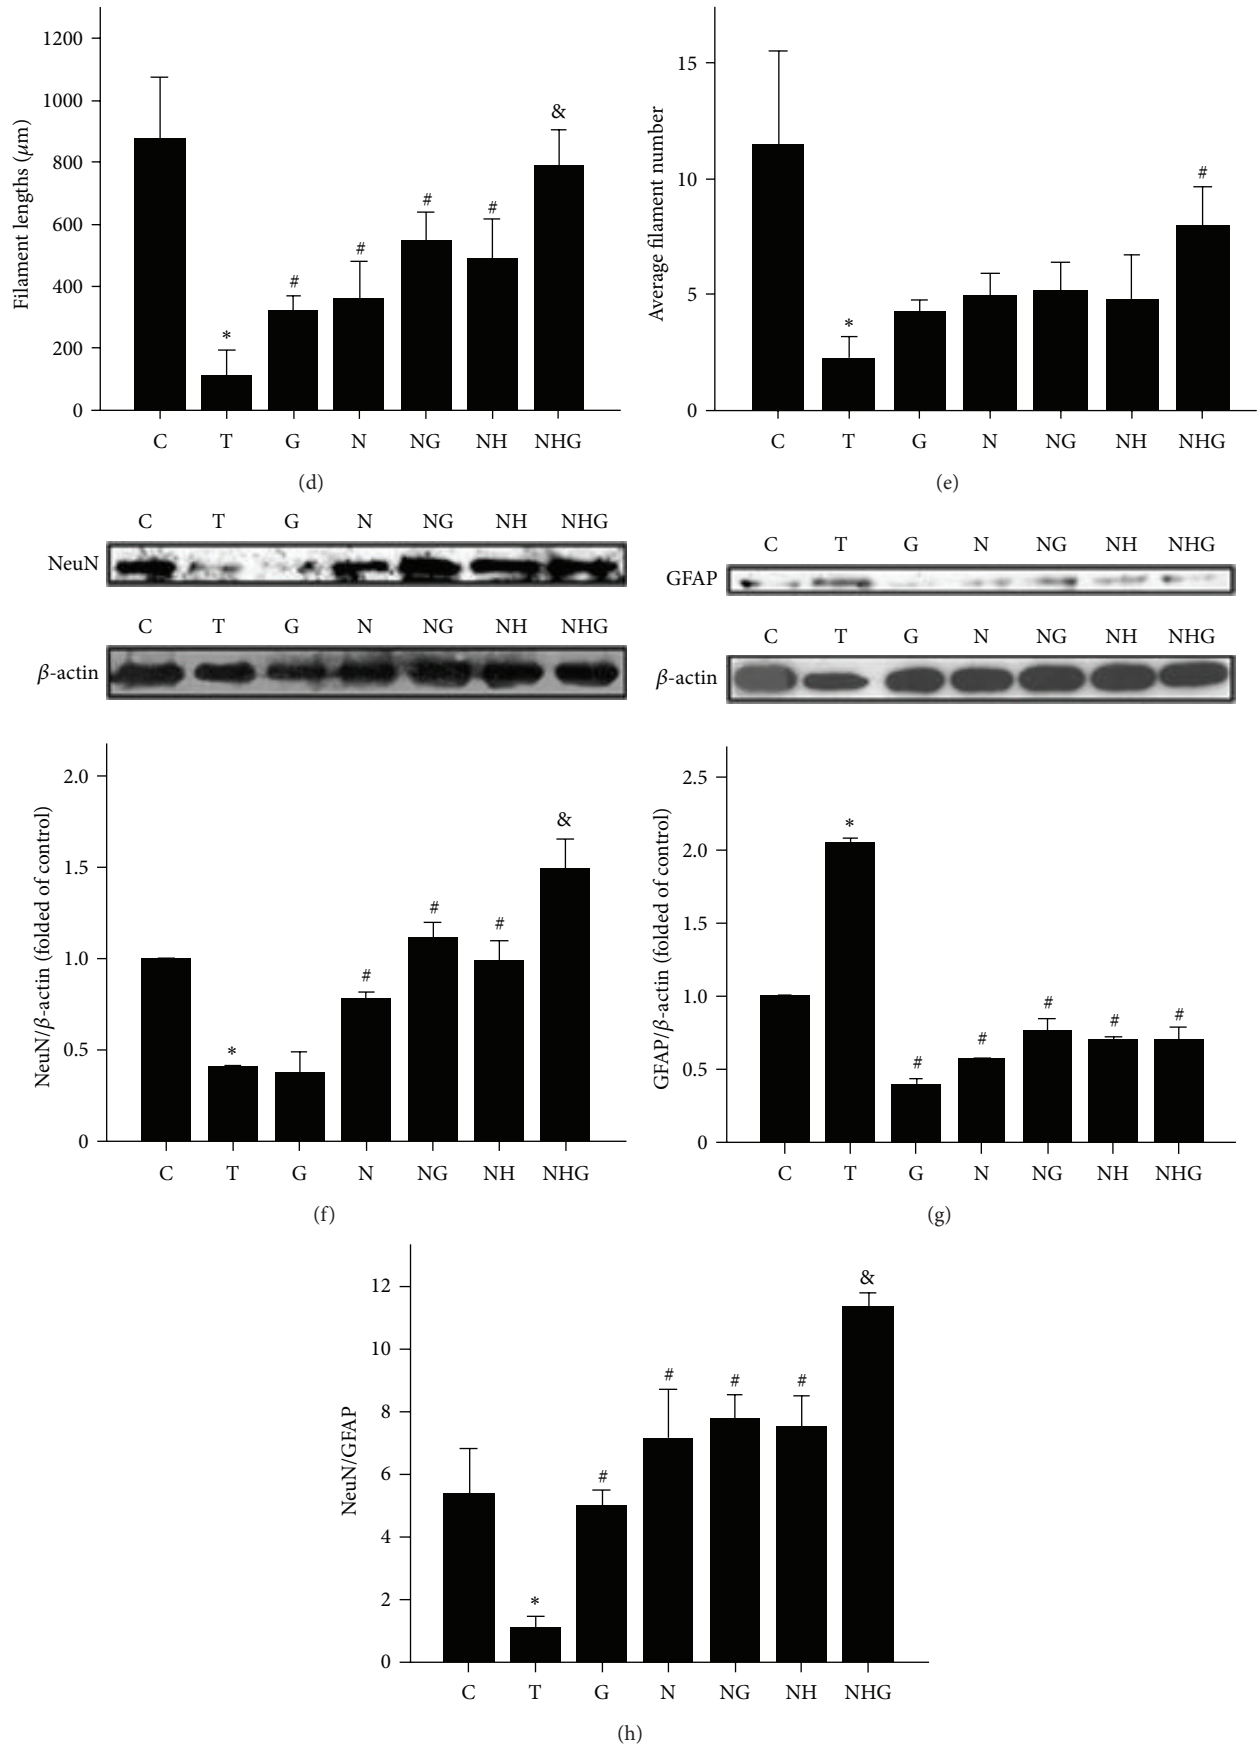 1200
1000
800
600
400
200
0
Filament lengths (μm)
*
#
#
#
#
&
C T G N NG NH NHG
(d)
15
10
5
0
Average filament number
*
#
C T G N NG NH NHG
(e)
C T G N NG NH NHG
NeuN
C T G N NG NH NHG
β-actin
2.0
1.5
1.0
0.5
0
NeuN/β-actin (folded of control)
*
#
#
#
&
C T G N NG NH NHG
(f)
C T G N NG NH NHG
GFAP
C T G N NG NH NHG
β-actin
2.5
2.0
1.5
1.0
0.5
0
GFAP/β-actin (folded of control)
*
#
#
#
#
#
C T G N NG NH NHG
(g)
12
10
8
6
4
2
0
NeuN/GFAP
*
#
#
#
#
&
C T G N NG NH NHG
(h)